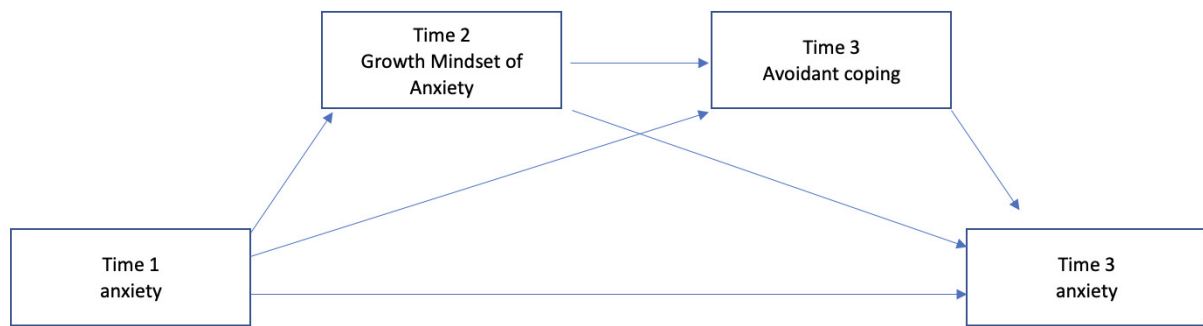 Time 2
Growth Mindset of
Anxiety
Time 3
Avoidant coping
Time 1
anxiety
Time 3
anxiety